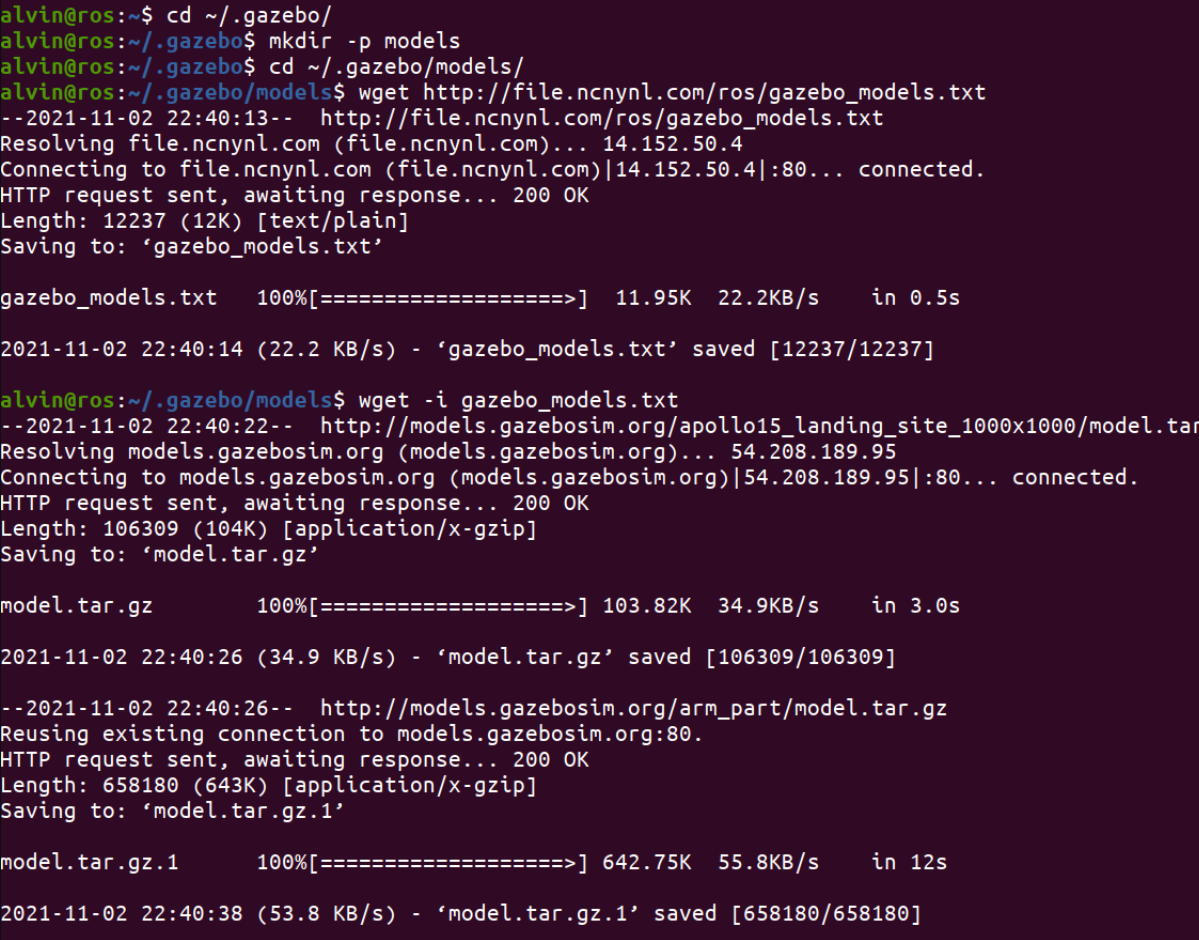 alvin@ros:~$ cd ~/.gazebo/
alvin@ros:~/.gazebo$ mkdir -p models
alvin@ros:~/.gazebo$ cd ~/.gazebo/models/
alvin@ros:~/.gazebo/models$ wget http://file.ncnynl.com/ros/gazebo_models.txt
--2021-11-02 22:40:13--  http://file.ncnynl.com/ros/gazebo_models.txt
Resolving file.ncnynl.com (file.ncnynl.com)... 14.152.50.4
Connecting to file.ncnynl.com (file.ncnynl.com)|14.152.50.4|:80... connected.
HTTP request sent, awaiting response... 200 OK
Length: 12237 (12K) [text/plain]
Saving to: ‘gazebo_models.txt’
gazebo_models.txt   100%[===================>]  11.95K  22.2KB/s    in 0.5s
2021-11-02 22:40:14 (22.2 KB/s) - ‘gazebo_models.txt’ saved [12237/12237]
alvin@ros:~/.gazebo/models$ wget -i gazebo_models.txt
--2021-11-02 22:40:22--  http://models.gazebosim.org/apollo15_landing_site_1000x1000/model.tar
Resolving models.gazebosim.org (models.gazebosim.org)... 54.208.189.95
Connecting to models.gazebosim.org (models.gazebosim.org)|54.208.189.95|:80... connected.
HTTP request sent, awaiting response... 200 OK
Length: 106309 (104K) [application/x-gzip]
Saving to: ‘model.tar.gz’
model.tar.gz        100%[===================>] 103.82K  34.9KB/s    in 3.0s
2021-11-02 22:40:26 (34.9 KB/s) - ‘model.tar.gz’ saved [106309/106309]
--2021-11-02 22:40:26--  http://models.gazebosim.org/arm_part/model.tar.gz
Reusing existing connection to models.gazebosim.org:80.
HTTP request sent, awaiting response... 200 OK
Length: 658180 (643K) [application/x-gzip]
Saving to: ‘model.tar.gz.1’
model.tar.gz.1      100%[===================>] 642.75K  55.8KB/s    in 12s
2021-11-02 22:40:38 (53.8 KB/s) - ‘model.tar.gz.1’ saved [658180/658180]